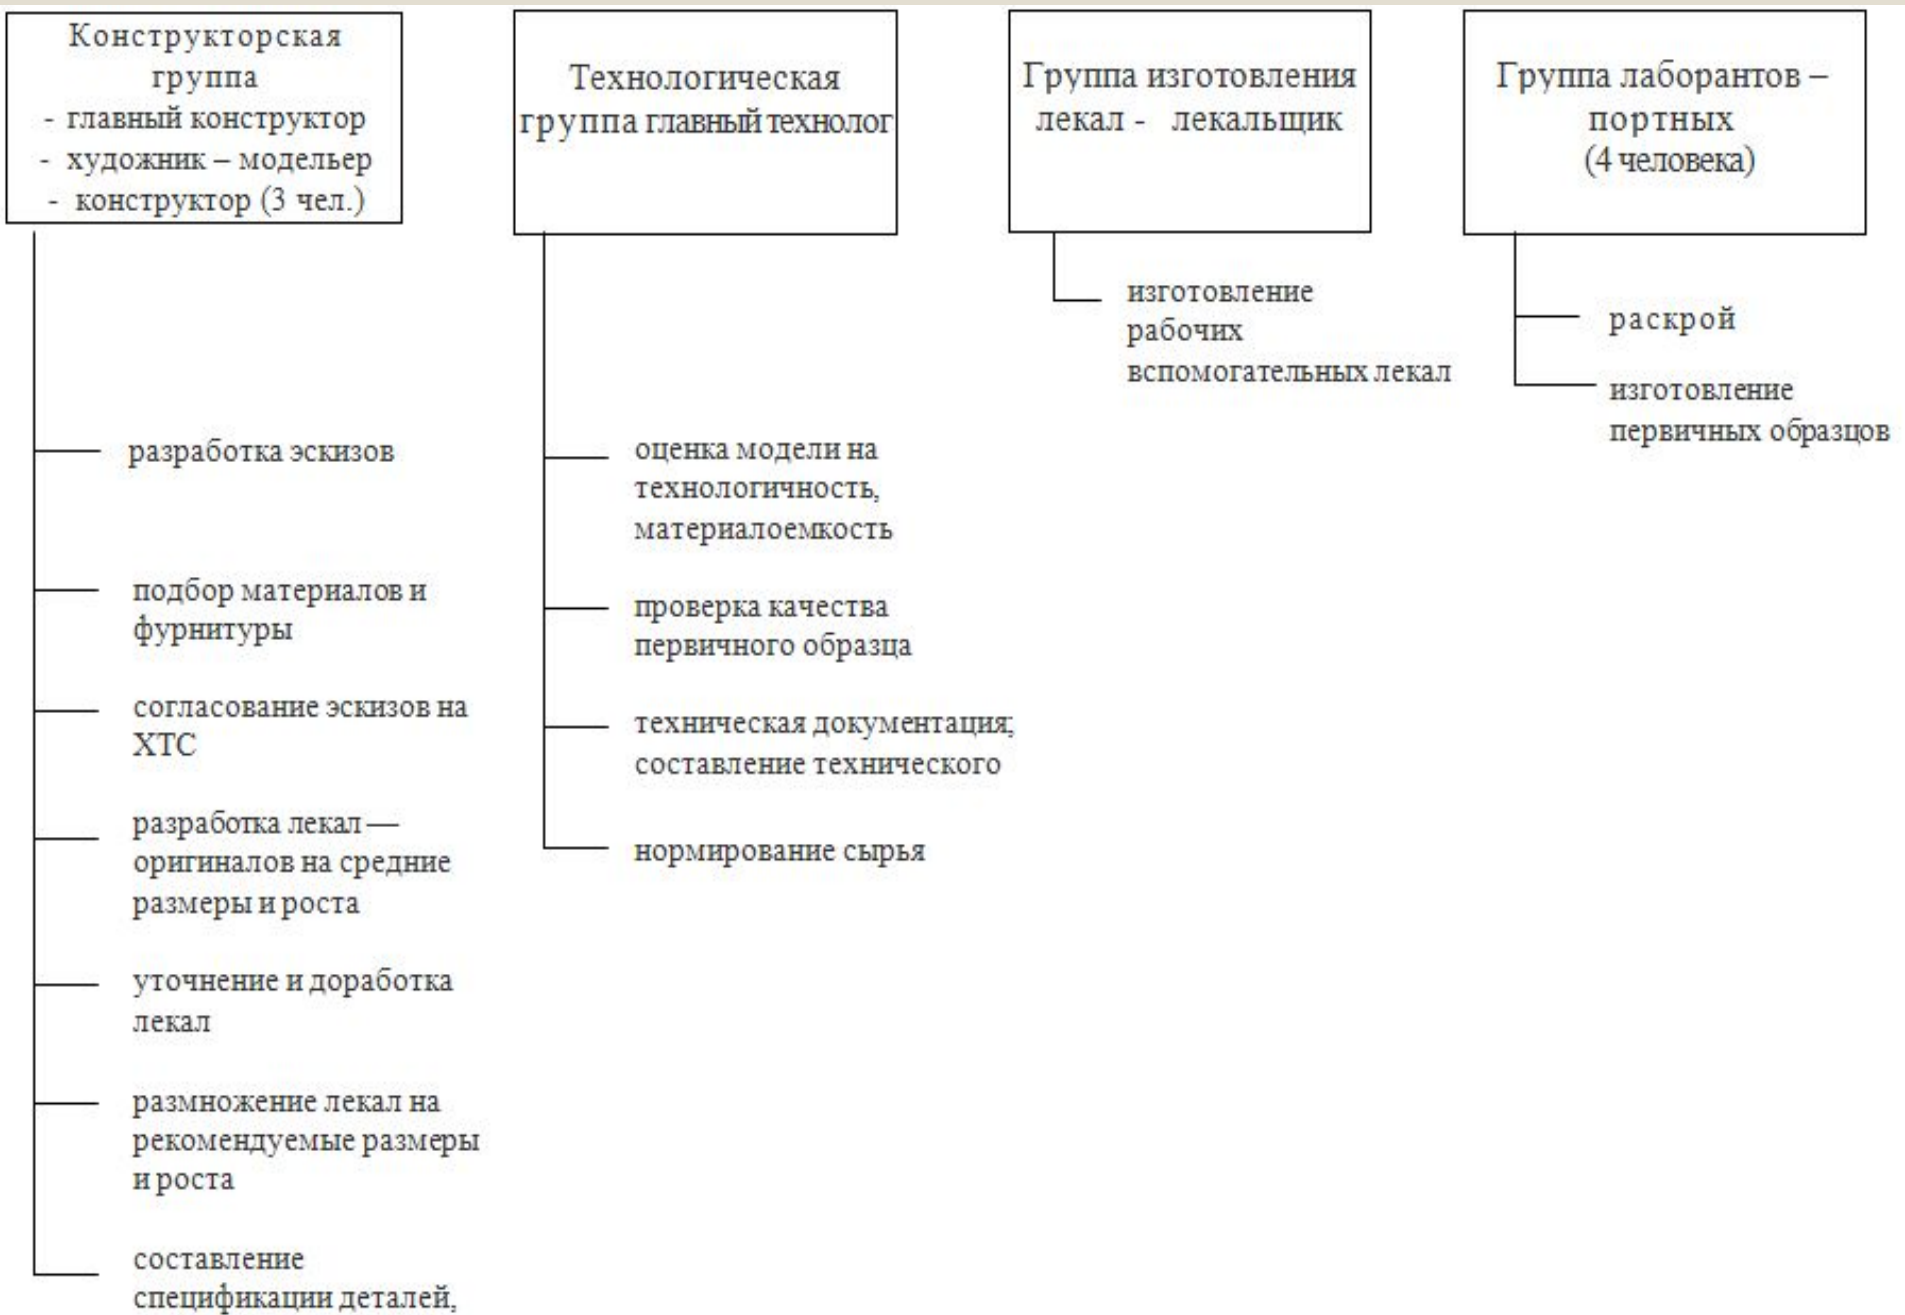 Конструкторская
группа
- главный конструктор
- художник – модельер
- конструктор (3 чел.)
разработка эскизов
подбор материалов и
фурнитуры
согласование эскизов на
ХТС
разработка лекал —
оригиналов на средние
размеры и роста
уточнение и доработка
лекал
размножение лекал на
рекомендуемые размеры
и роста
составление
спецификации деталей,
Технологическая
группа главный технолог
оценка модели на
технологичность,
материалоемкость
проверка качества
первичного образца
техническая документация;
составление технического
нормирование сырья
Группа изготовления
лекал - лекальщик
изготовление
рабочих
вспомогательных лекал
Группа лаборантов –
портных
(4 человека)
раскрой
изготовление
первичных образцов